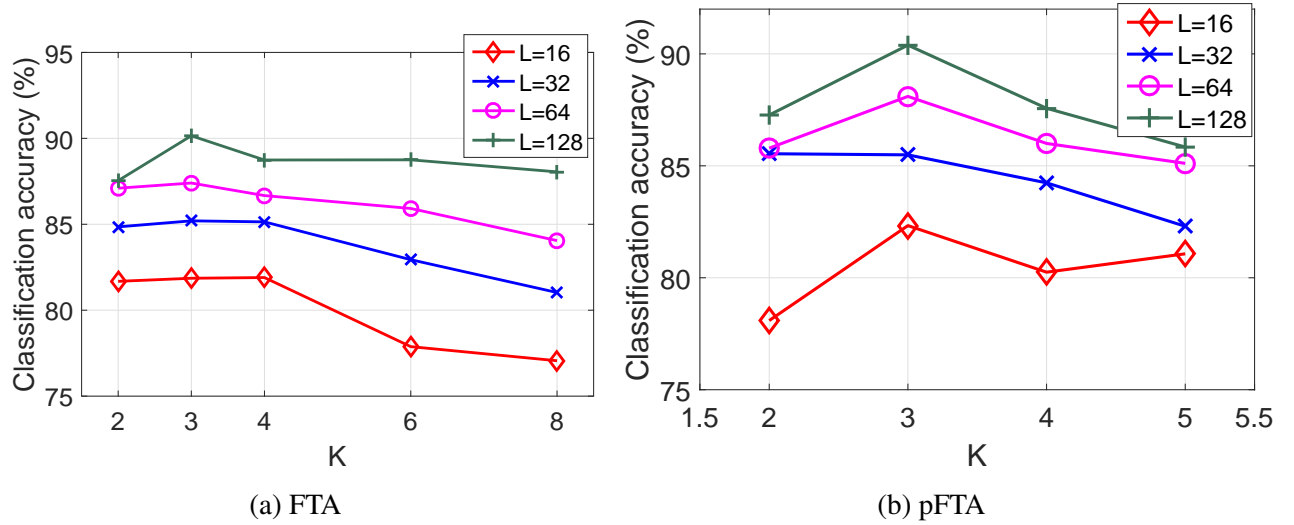 95
90
85
80
75
Classification accuracy (%)
2 3 4 6 8
K
L=16
L=32
L=64
L=128
(a) FTA
90
85
80
75
Classification accuracy (%)
1.5 2 3 4 5 5.5
K
L=16
L=32
L=64
L=128
(b) pFTA